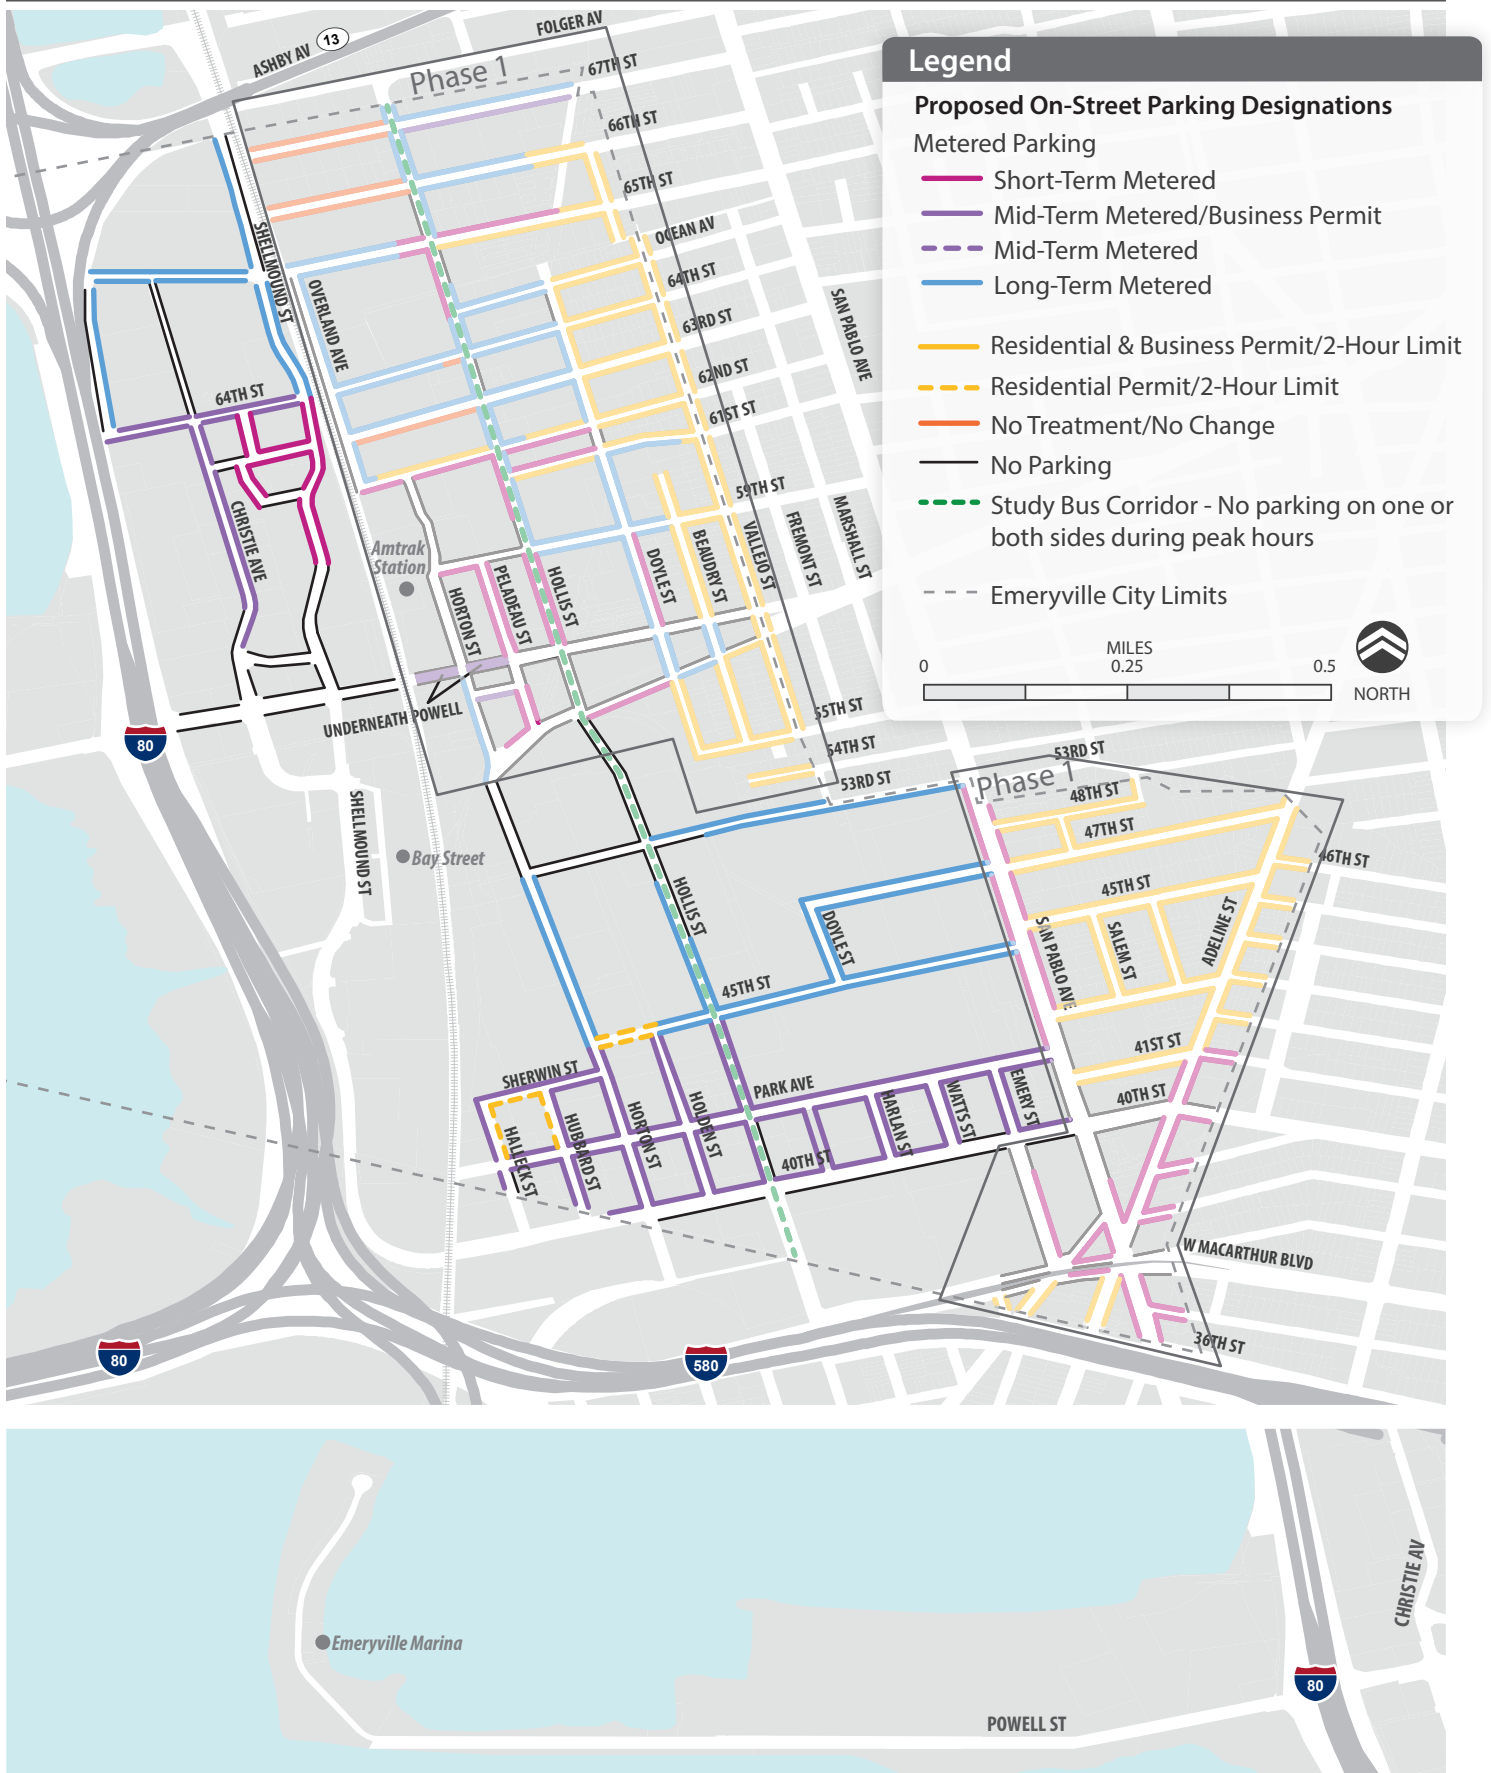 FOLGER AV
ASHBY AV
13
Phase 1
67TH ST
66TH ST
65TH ST
OCEAN AV
64TH ST
63RD ST
62ND ST
61ST ST
59TH ST
SHELLMOUND ST
OVERLAND AVE
SAN PABLO AVE
64TH ST
CHRISTIE AVE
Amtrak
Station
HORTON ST
PELADEAU ST
HOLLIS ST
DOYLE ST
BEAUDRY ST
VALLEJO ST
FREMONT ST
MARSHALL ST
UNDERNEATH POWELL
55TH ST
54TH ST
53RD ST
53RD ST
80
SHELLMOUND ST
Bay Street
Phase 1
48TH ST
47TH ST
46TH ST
45TH ST
HOLLIS ST
DOYLE ST
SAN PABLO AVE
SALEM ST
ADELINE ST
45TH ST
41ST ST
40TH ST
SHERWIN ST
PARK AVE
HALLECK ST
HUBBARD ST
HORTON ST
HOLDEN ST
HARLAN ST
WATTS ST
EMERY ST
40TH ST
W MACARTHUR BLVD
36TH ST
80
580
Legend
Proposed On-Street Parking Designations
Metered Parking
Short-Term Metered
Mid-Term Metered/Business Permit
Mid-Term Metered
Long-Term Metered
Residential & Business Permit/2-Hour Limit
Residential Permit/2-Hour Limit
No Treatment/No Change
No Parking
Study Bus Corridor - No parking on one or
both sides during peak hours
Emeryville City Limits
MILES
0 0.25 0.5
NORTH
Emeryville Marina
POWELL ST
CHRISTIE AV
80